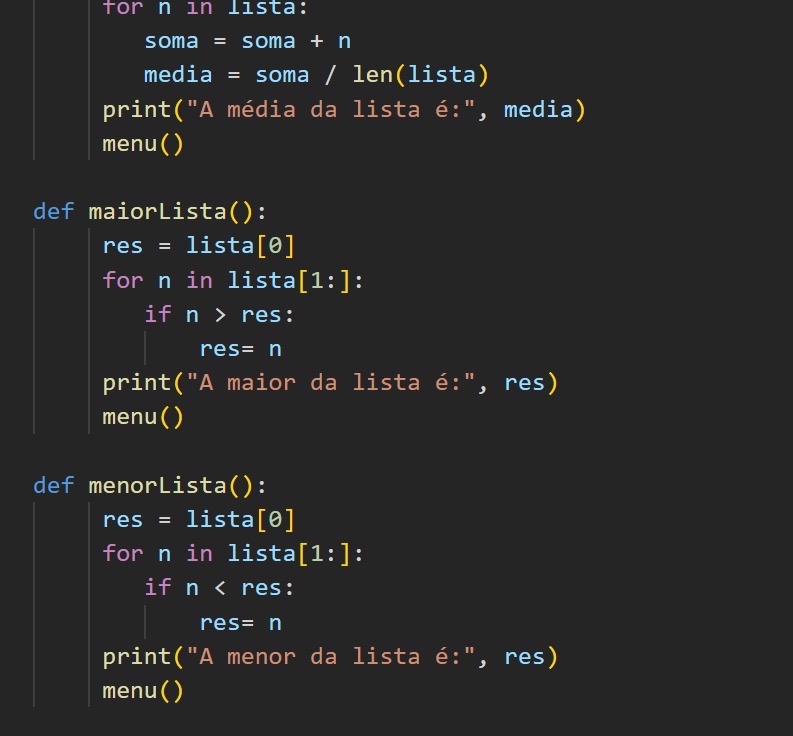 for n in lista:
soma = soma + n
media = soma / len(lista)
print("A média da lista é:", media)
menu()
def maiorLista():
res = lista[0]
for n in lista[1:]:
if n > res:
res= n
print("A maior da lista é:", res)
menu()
def menorLista():
res = lista[0]
for n in lista[1:]:
if n < res:
res= n
print("A menor da lista é:", res)
menu()